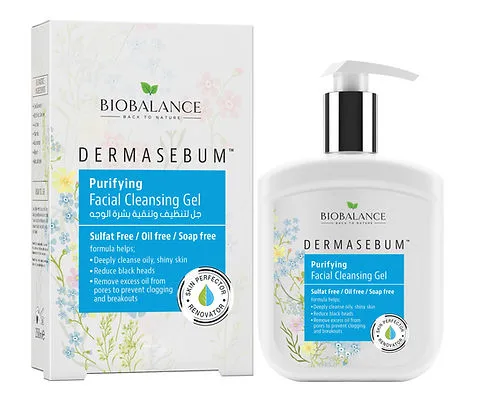 BIOBALANCE
BACK TO NATURE
DERMASEBUM™
Purifying
Facial Cleansing Gel
جل لتنظيف وتنقية بشرة الوجه
Sulfat Free / Oil free / Soap free
formula helps;
• Deeply cleanse oily, shiny skin
• Reduce black heads
• Remove excess oil from
pores to prevent clogging
and breakouts
SKIN PERFECTOR
RENOVATOR
BIOBALANCE
BACK TO NATURE
DERMASEBUM™
Purifying
Facial Cleansing Gel
Sulfat Free / Oil free / Soap free
formula helps;
• Deeply cleanse oily, shiny skin
• Reduce black heads
• Remove excess oil from
pores to prevent clogging
and breakouts
SKIN PERFECTOR
RENOVATOR